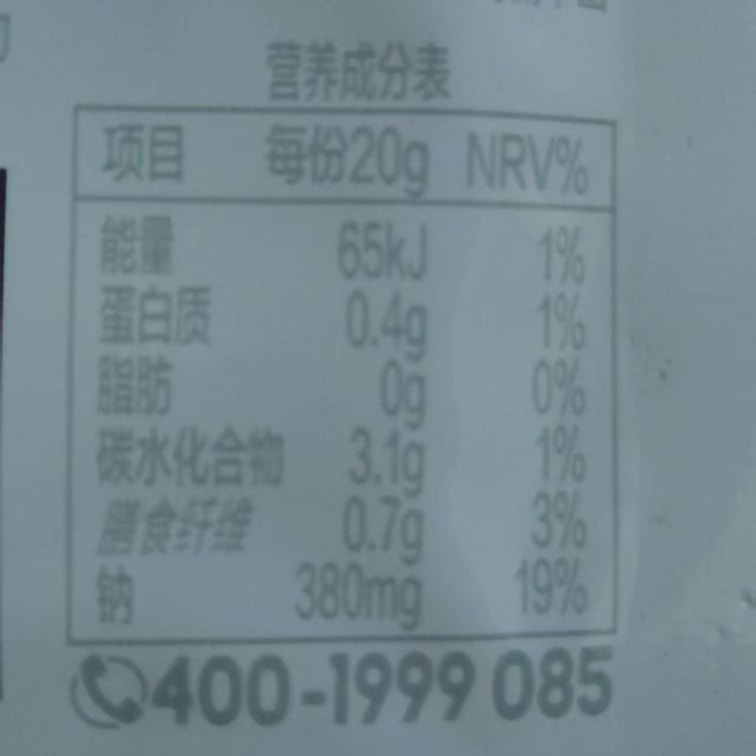 营养成分表
项目 每份20g NRV%
能量 65kJ 1%
蛋白质 0.4g 1%
脂肪 0g 0%
碳水化合物 3.1g 1%
膳食纤维 0.7g 3%
钠 380mg 19%
400-1999 085